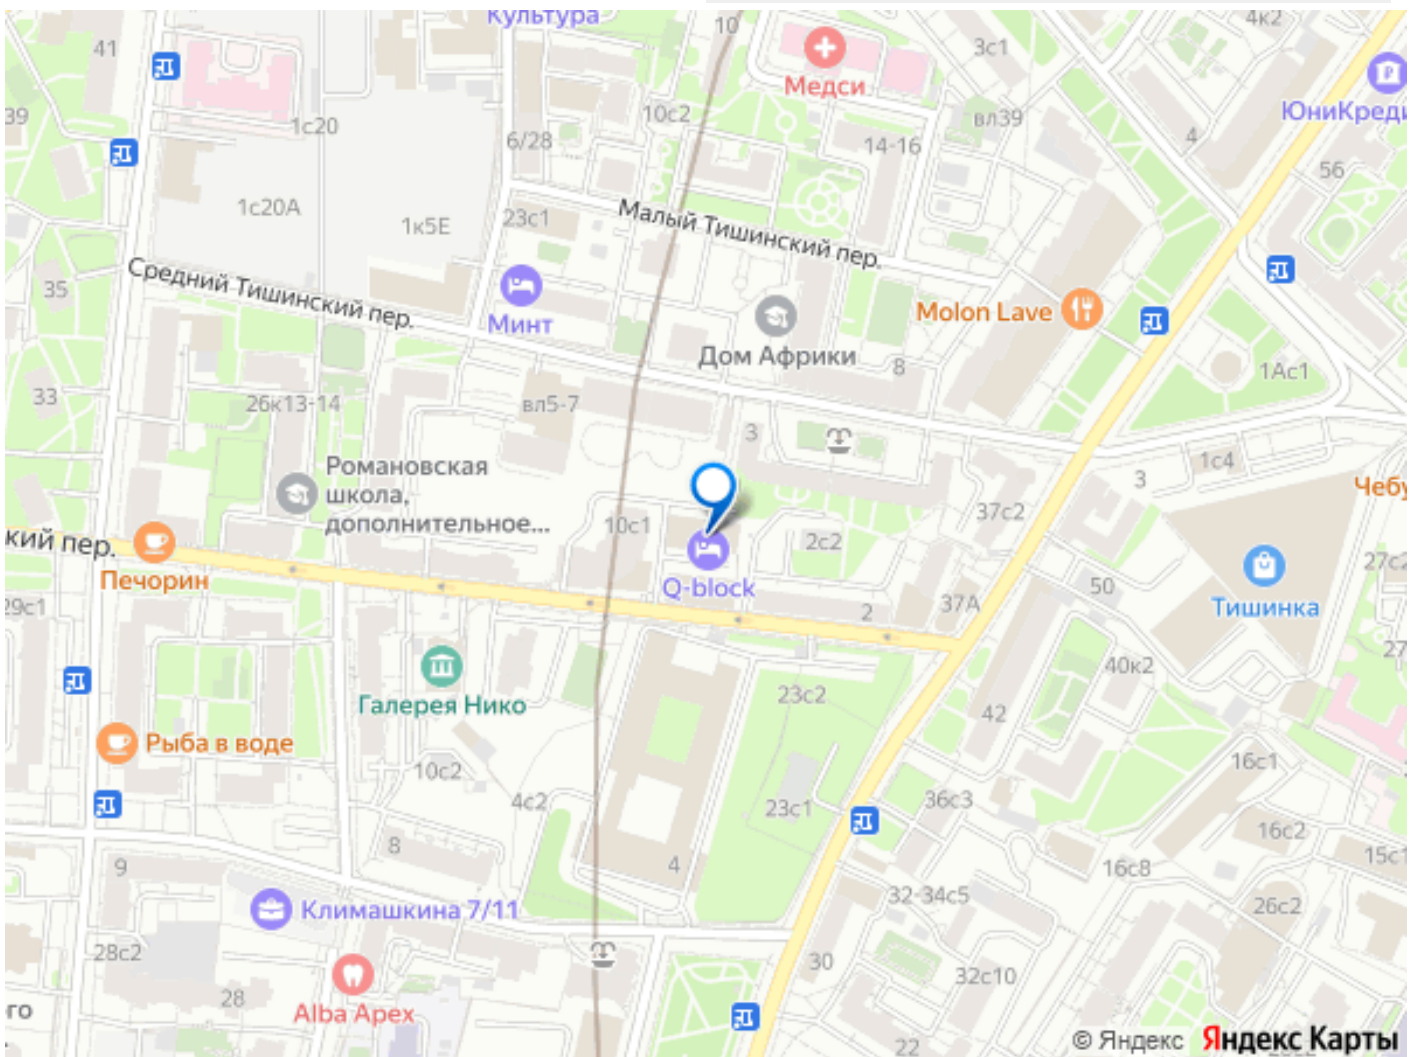 Культура
10
4к2
41
3с1
Медси
ЮниКреди
39
1с20
10с2
6/28
вл39
14-16
4
56
1с20А
1к5Е
23с1
Малый Тишинский пер.
Средний Тишинский пер.
35
Минт
Molon Lave
Дом Африки
8
1Ас1
33
26к13-14
вл5-7
3
Романовская
школа,
дополнительное...
1с4
3
Чебу
37с2
10с1
2с2
кий пер.
Печорин
Q-block
27с2
50
Тишинка
29с1
2
37А
27
40к2
Галерея Нико
23с2
42
Рыба в воде
10с2
16с1
4с2
23с1
36с3
16с2
8
15с1
9
4
16с8
Климашкина 7/11
32-34с5
26с2
28с2
30
32с10
28
Alba Apex
го
22
© Яндекс Яндекс Карты